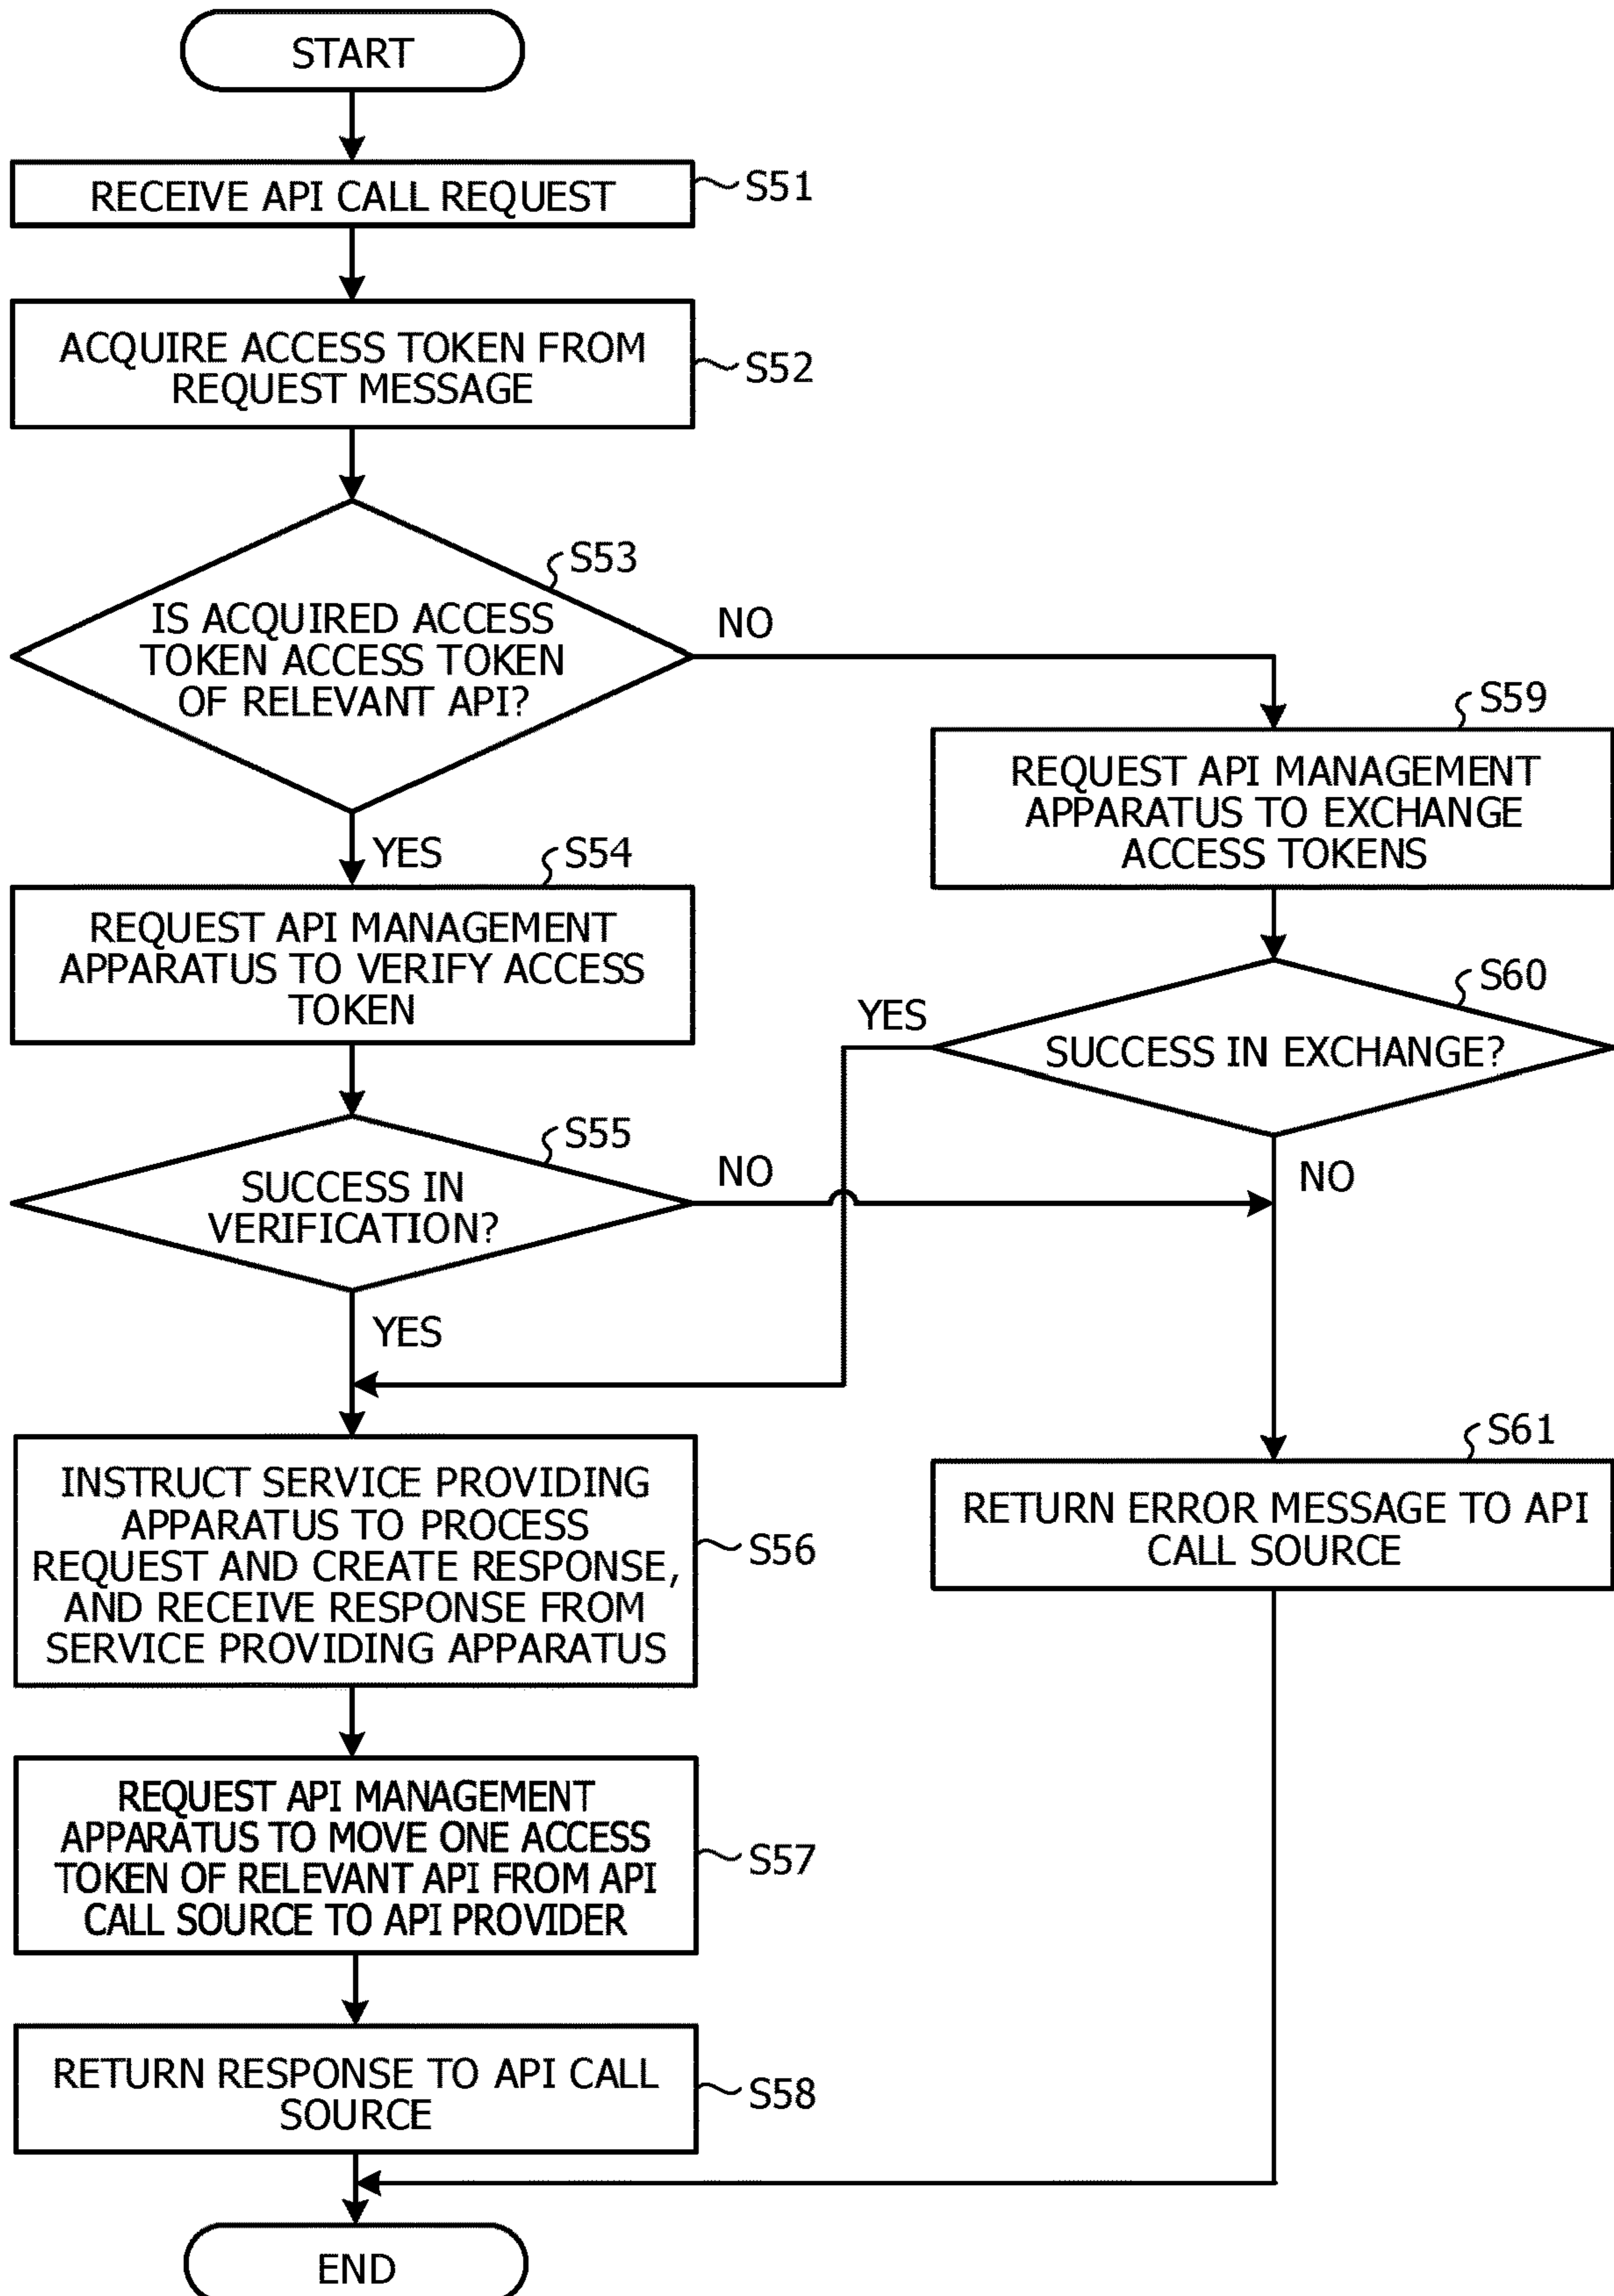 START
RECEIVE API CALL REQUEST
S51
ACQUIRE ACCESS TOKEN FROM
REQUEST MESSAGE
S52
S53
IS ACQUIRED ACCESS
TOKEN ACCESS TOKEN
OF RELEVANT API?
NO
YES
S59
REQUEST API MANAGEMENT
APPARATUS TO EXCHANGE
ACCESS TOKENS
S54
REQUEST API MANAGEMENT
APPARATUS TO VERIFY ACCESS
TOKEN
S60
YES
SUCCESS IN EXCHANGE?
NO
S55
SUCCESS IN
VERIFICATION?
NO
YES
INSTRUCT SERVICE PROVIDING
APPARATUS TO PROCESS
REQUEST AND CREATE RESPONSE,
AND RECEIVE RESPONSE FROM
SERVICE PROVIDING APPARATUS
S56
S61
RETURN ERROR MESSAGE TO API
CALL SOURCE
REQUEST API MANAGEMENT
APPARATUS TO MOVE ONE ACCESS
TOKEN OF RELEVANT API FROM API
CALL SOURCE TO API PROVIDER
S57
RETURN RESPONSE TO API CALL
SOURCE
S58
END